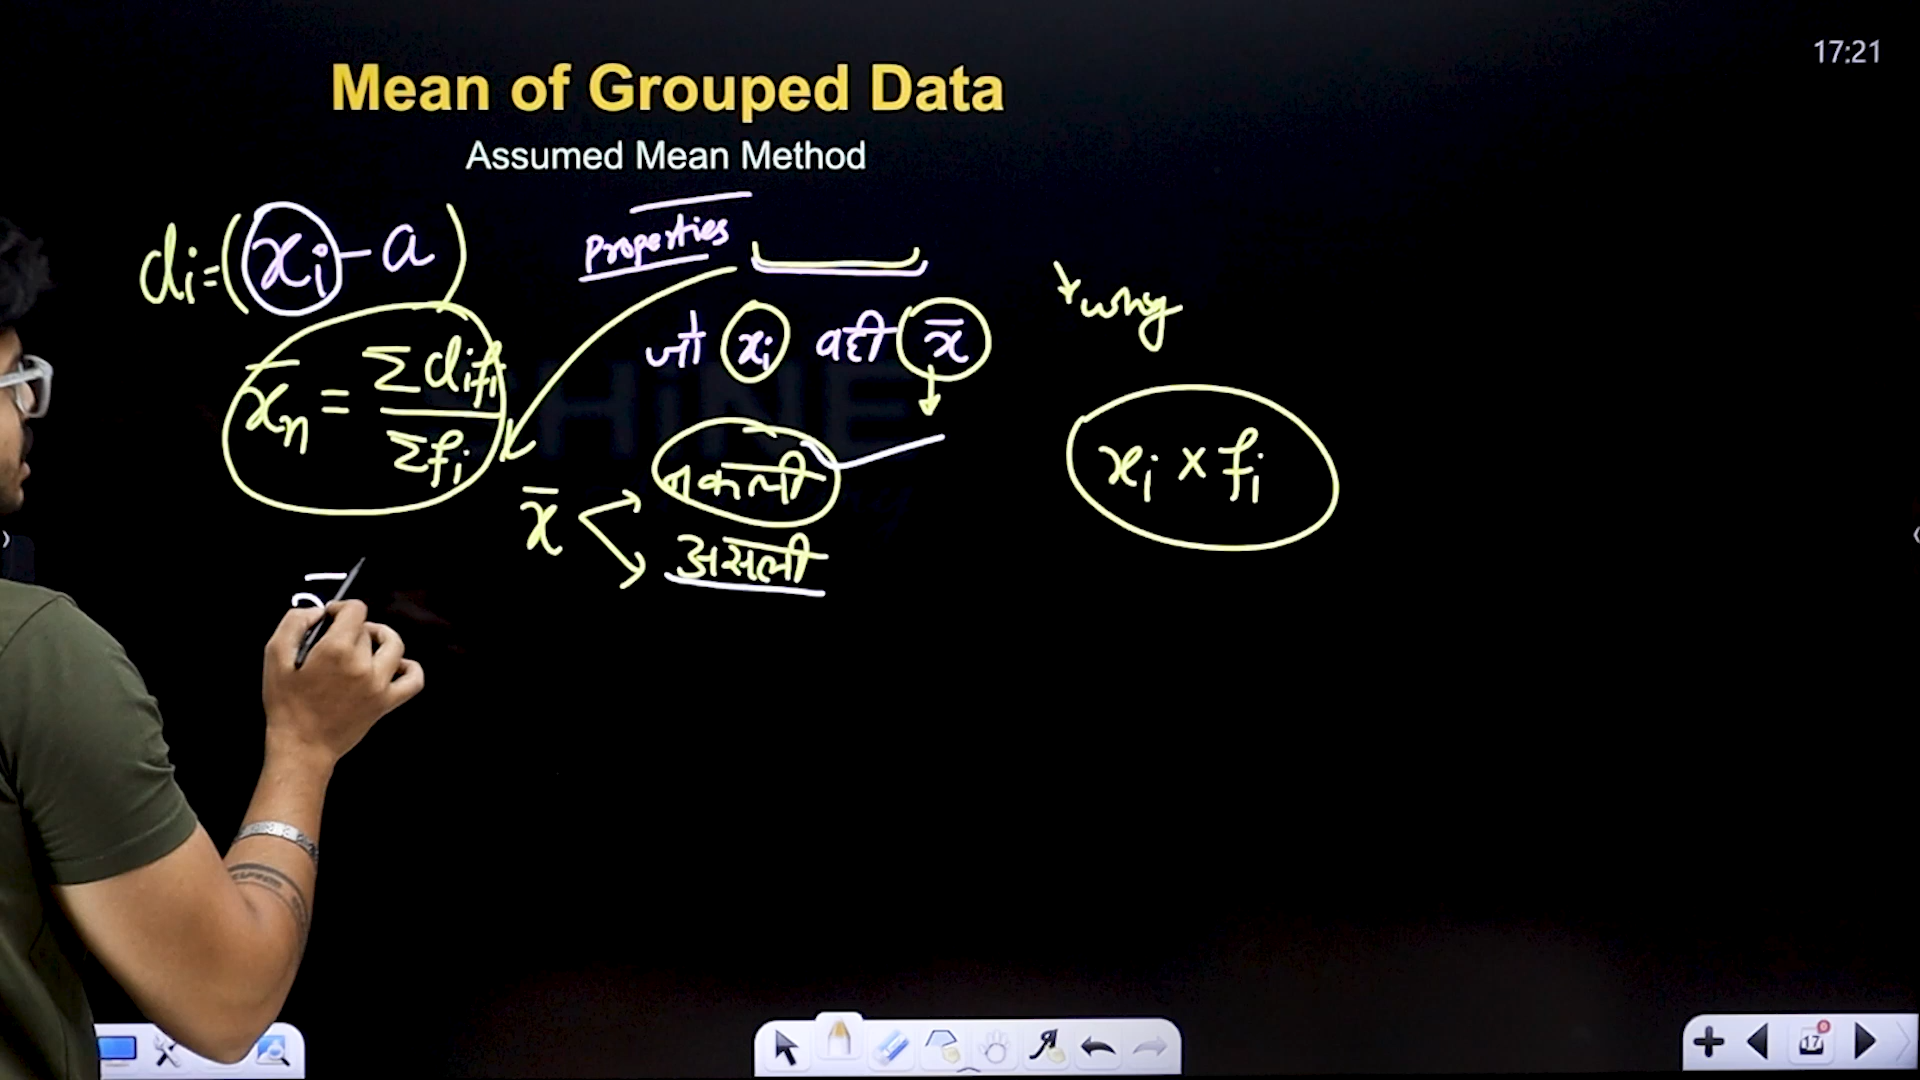 17:21
Mean of Grouped Data
Assumed Mean Method
di=(xi-a)
Properties
why
जो xi वही x̄
x̄n = Σdifi / Σfi
xi × fi
नकली
x̄
असली
17